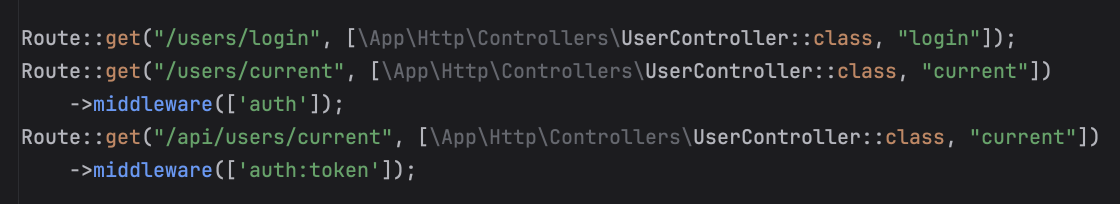 Route::get("/users/login", [\App\Http\Controllers\UserController::class, "login"]);
Route::get("/users/current", [\App\Http\Controllers\UserController::class, "current"])
    ->middleware(['auth']);
Route::get("/api/users/current", [\App\Http\Controllers\UserController::class, "current"])
    ->middleware(['auth:token']);